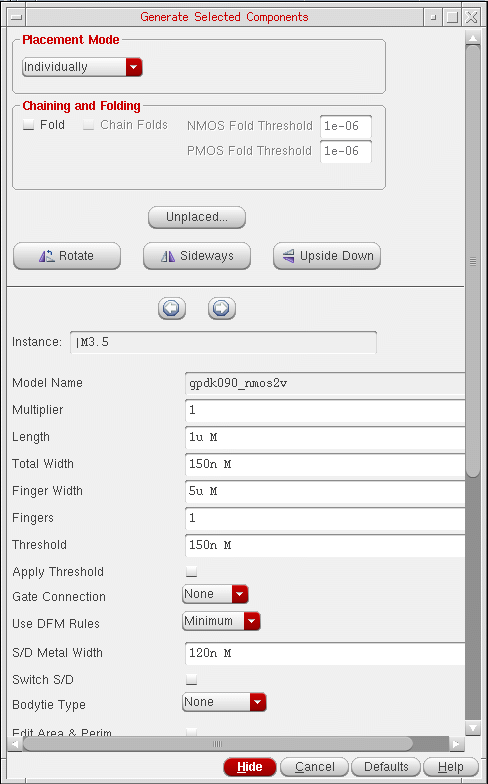 Generate Selected Components
Placement Mode
Individually
Chaining and Folding
Fold Chain Folds NMOS Fold Threshold 1e-06
PMOS Fold Threshold 1e-06
Unplaced...
Rotate Sideways Upside Down
Instance: |M3.5
Model Name gpdk090_nmos2v
Multiplier 1
Length 1u M
Total Width 150n M
Finger Width 5u M
Fingers 1
Threshold 150n M
Apply Threshold
Gate Connection None
Use DFM Rules Minimum
S/D Metal Width 120n M
Switch S/D
Bodytie Type None
Edit Area & Perim
Hide Cancel Defaults Help